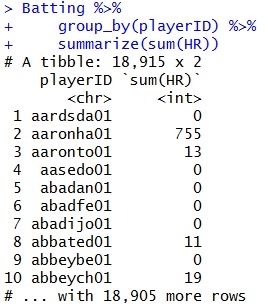 > Batting %>%
+     group_by(playerID) %>%
+     summarize(sum(HR))
# A tibble: 18,915 x 2
   playerID  `sum(HR)`
   <chr>         <int>
 1 aardsda01         0
 2 aaronha01       755
 3 aaronto01        13
 4 aasedo01          0
 5 abadan01          0
 6 abadfe01          0
 7 abadijo01         0
 8 abbated01        11
 9 abbeybe01         0
10 abbeych01        19
# ... with 18,905 more rows